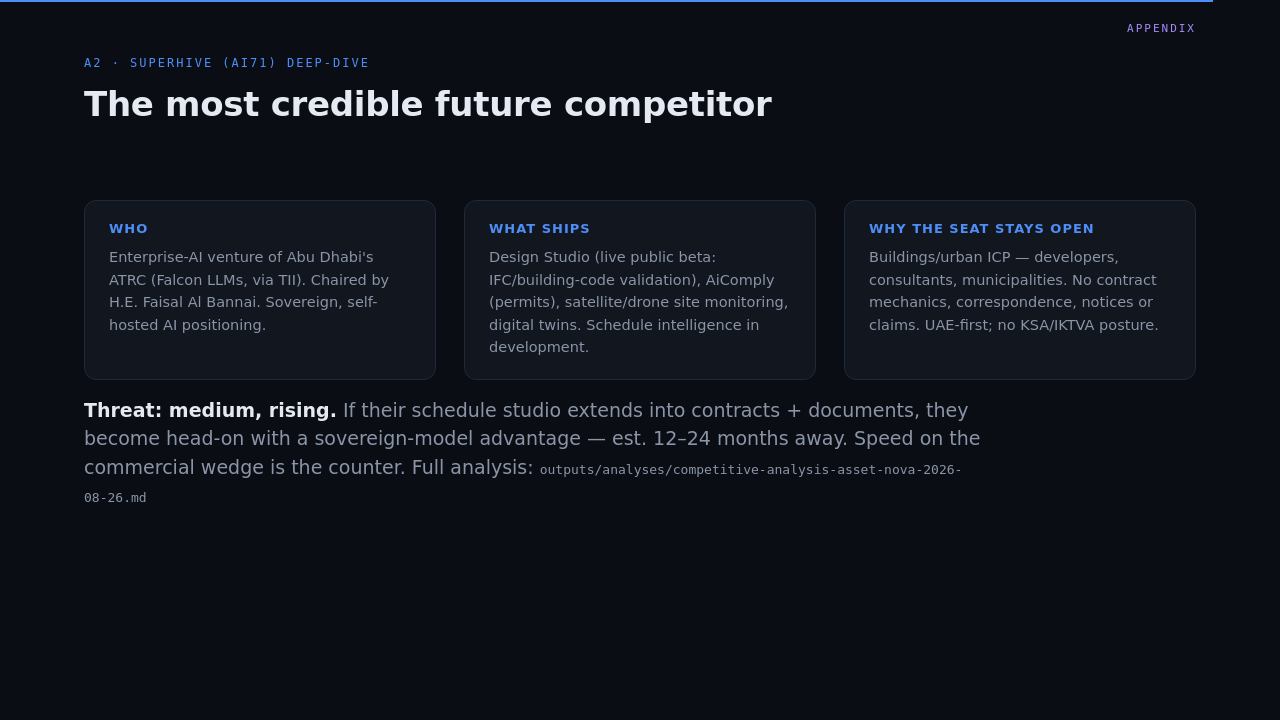 APPENDIX
A2 · SUPERHIVE (AI71) DEEP-DIVE
The most credible future competitor
WHO
Enterprise-AI venture of Abu Dhabi's
ATRC (Falcon LLMs, via TII). Chaired by
H.E. Faisal Al Bannai. Sovereign, self-
hosted AI positioning.
WHAT SHIPS
Design Studio (live public beta:
IFC/building-code validation), AiComply
(permits), satellite/drone site monitoring,
digital twins. Schedule intelligence in
development.
WHY THE SEAT STAYS OPEN
Buildings/urban ICP — developers,
consultants, municipalities. No contract
mechanics, correspondence, notices or
claims. UAE-first; no KSA/IKTVA posture.
Threat: medium, rising. If their schedule studio extends into contracts + documents, they
become head-on with a sovereign-model advantage — est. 12–24 months away. Speed on the
commercial wedge is the counter. Full analysis: outputs/analyses/competitive-analysis-asset-nova-2026-
08-26.md